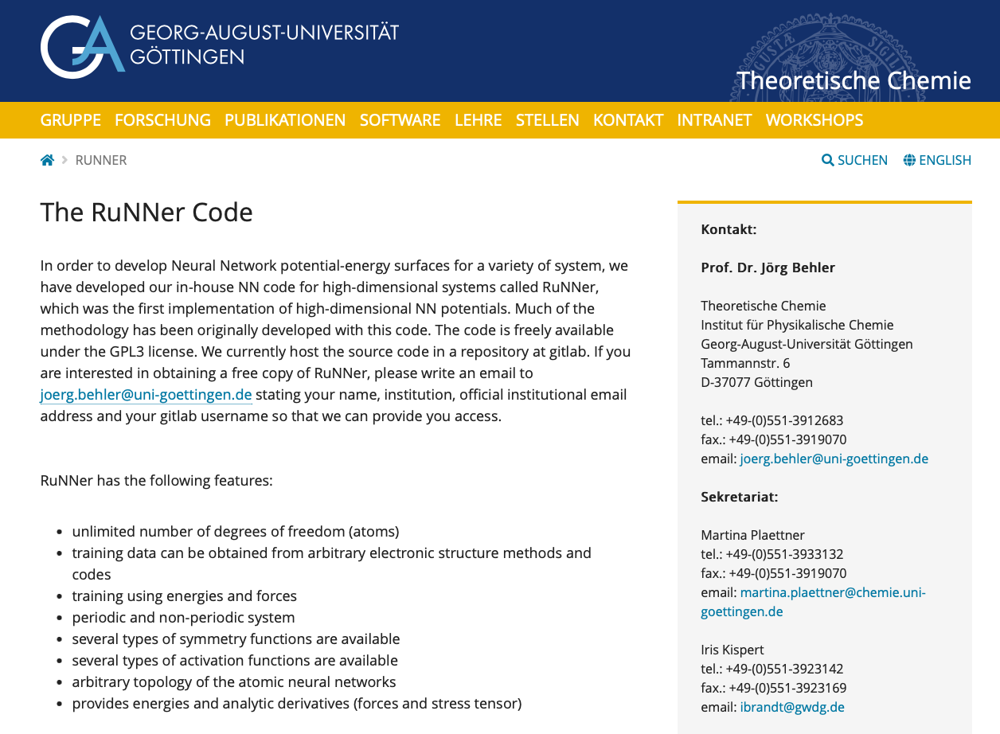 GEORG-AUGUST-UNIVERSITÄT
GÖTTINGEN
Theoretische Chemie
GRUPPE FORSCHUNG PUBLIKATIONEN SOFTWARE LEHRE STELLEN KONTAKT INTRANET WORKSHOPS
RUNNER
SUCHEN ENGLISH
The RuNNer Code
In order to develop Neural Network potential-energy surfaces for a variety of system, we
have developed our in-house NN code for high-dimensional systems called RuNNer,
which was the first implementation of high-dimensional NN potentials. Much of the
methodology has been originally developed with this code. The code is freely available
under the GPL3 license. We currently host the source code in a repository at gitlab. If you
are interested in obtaining a free copy of RuNNer, please write an email to
joerg.behler@uni-goettingen.de stating your name, institution, official institutional email
address and your gitlab username so that we can provide you access.
RuNNer has the following features:
• unlimited number of degrees of freedom (atoms)
• training data can be obtained from arbitrary electronic structure methods and
codes
• training using energies and forces
• periodic and non-periodic system
• several types of symmetry functions are available
• several types of activation functions are available
• arbitrary topology of the atomic neural networks
• provides energies and analytic derivatives (forces and stress tensor)
Kontakt:
Prof. Dr. Jörg Behler
Theoretische Chemie
Institut für Physikalische Chemie
Georg-August-Universität Göttingen
Tammannstr. 6
D-37077 Göttingen
tel.: +49-(0)551-3912683
fax.: +49-(0)551-3919070
email: joerg.behler@uni-goettingen.de
Sekretariat:
Martina Plaettner
tel.: +49-(0)551-3933132
fax.: +49-(0)551-3919070
email: martina.plaettner@chemie.uni-
goettingen.de
Iris Kispert
tel.: +49-(0)551-3923142
fax.: +49-(0)551-3923169
email: ibrandt@gwdg.de